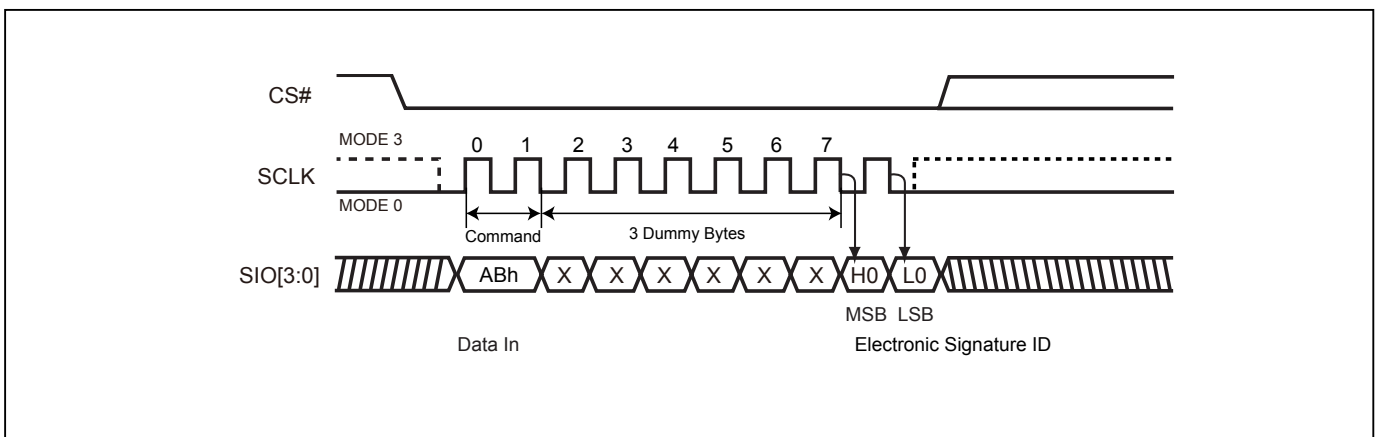 CS#
MODE 3
0 1 2 3 4 5 6 7
SCLK
MODE 0
Command
3 Dummy Bytes
SIO[3:0]
ABh X X X X X X H0 L0
MSB LSB
Data In
Electronic Signature ID